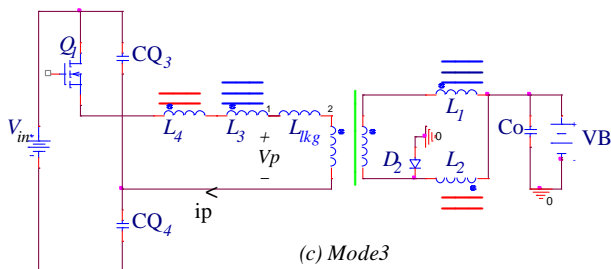 Q1
CQ3
L4
L3
1
Llkg
2
+
Vp
−
Vin
+
-
CQ4
ip
L1
D2
0
L2
Co
+
-
VB
0
(c) Mode3